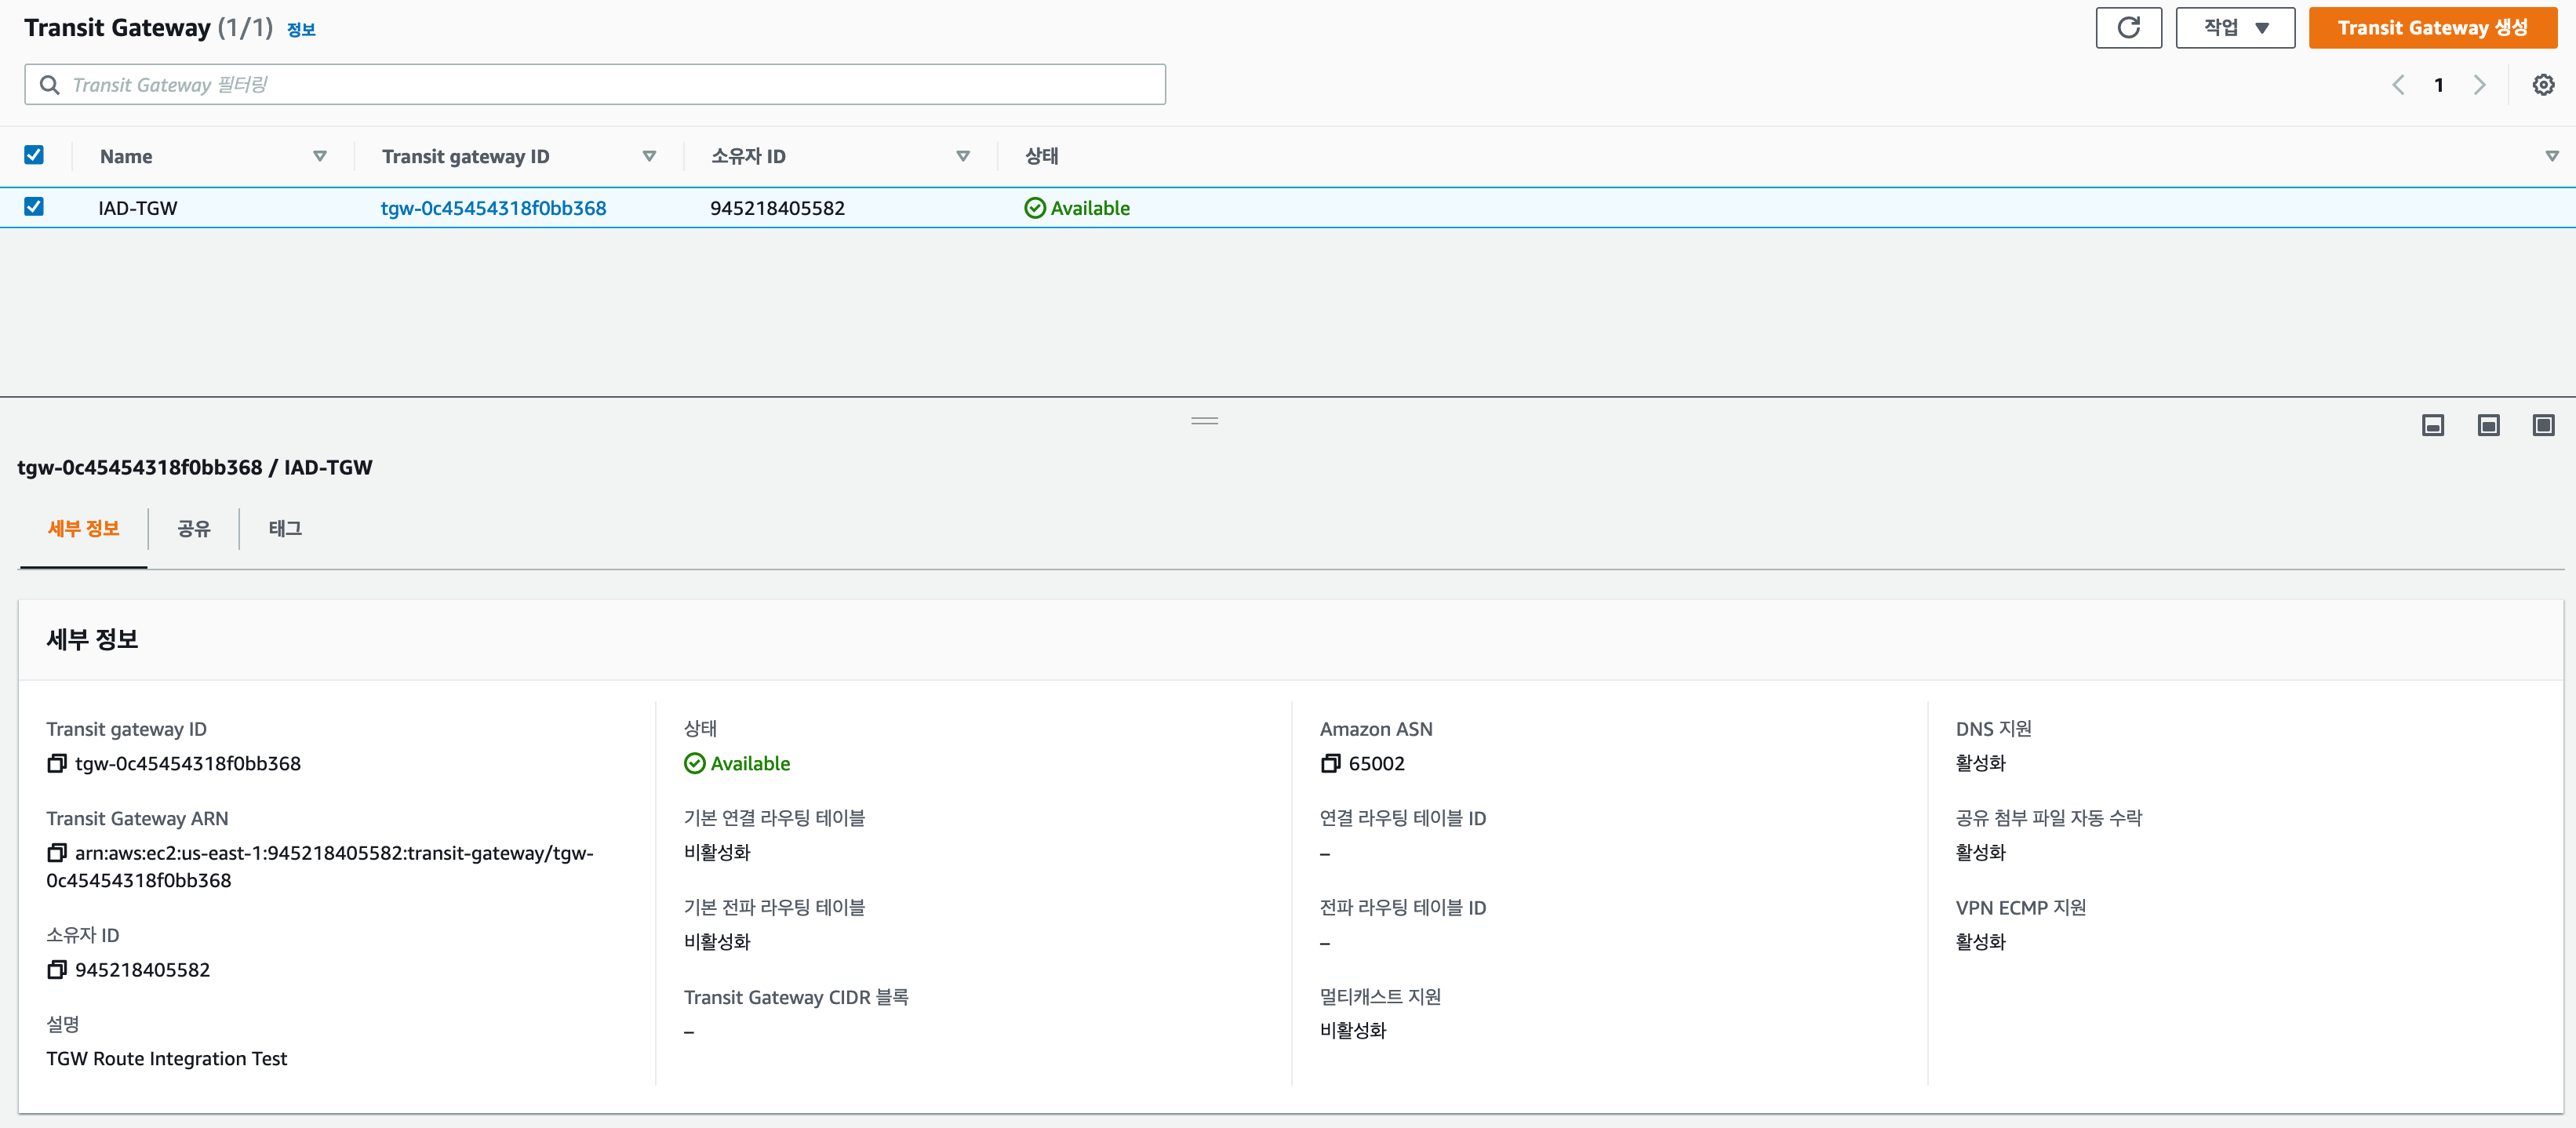 Transit Gateway (1/1) 정보
작업
Transit Gateway 생성
Transit Gateway 필터링
1
Name
Transit gateway ID
소유자 ID
상태
IAD-TGW
tgw-0c45454318f0bb368
945218405582
Available
tgw-0c45454318f0bb368 / IAD-TGW
세부 정보
공유
태그
세부 정보
Transit gateway ID
tgw-0c45454318f0bb368
Transit Gateway ARN
arn:aws:ec2:us-east-1:945218405582:transit-gateway/tgw-
0c45454318f0bb368
소유자 ID
945218405582
설명
TGW Route Integration Test
상태
Available
기본 연결 라우팅 테이블
비활성화
기본 전파 라우팅 테이블
비활성화
Transit Gateway CIDR 블록
–
Amazon ASN
65002
연결 라우팅 테이블 ID
–
전파 라우팅 테이블 ID
–
멀티캐스트 지원
비활성화
DNS 지원
활성화
공유 첨부 파일 자동 수락
활성화
VPN ECMP 지원
활성화